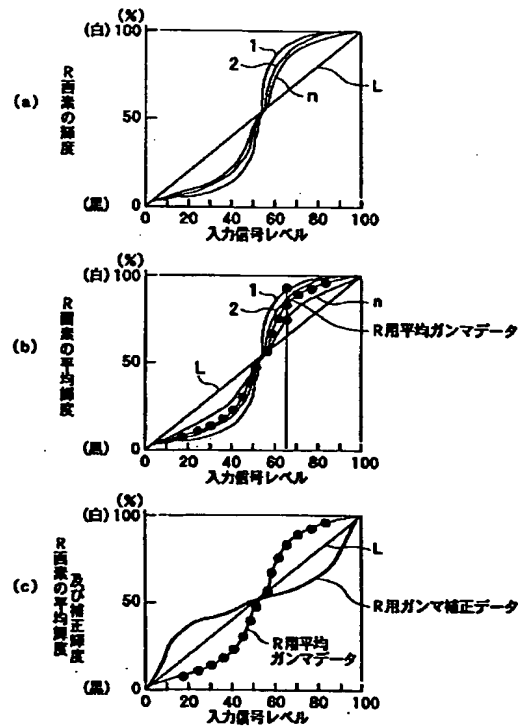 (%)
(白) 100
1
2
(a)
R画素の輝度
n
L
50
(黒) 0
0 20 40 60 80 100
入力信号レベル
(%)
(白) 100
1
n
2
R用平均ガンマデータ
(b)
R画素の平均輝度
L
50
(黒) 0
0 20 40 60 80 100
入力信号レベル
(%)
(白) 100
L
(c)
R画素の平均輝度
及び補正輝度
50
R用ガンマ補正データ
R用平均
ガンマデータ
(黒) 0
0 20 40 60 80 100
入力信号レベル